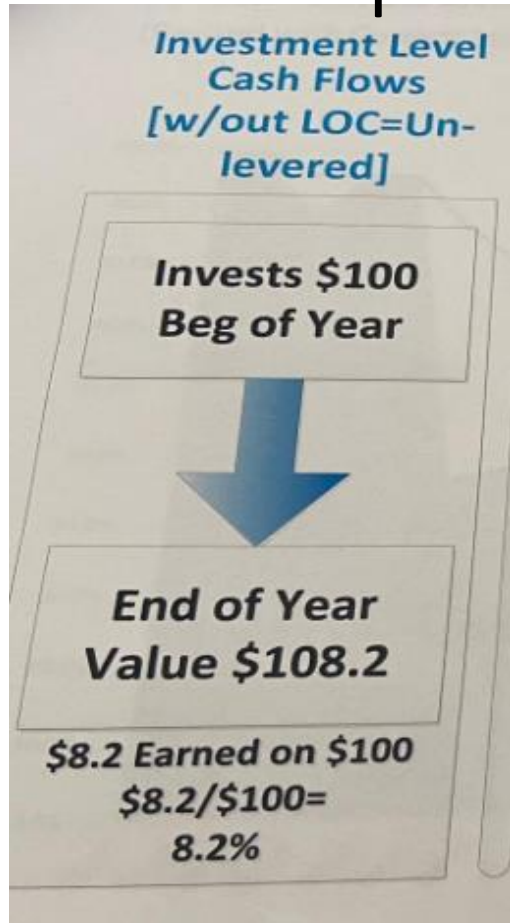 Investment Level
Cash Flows
[w/out LOC=Un-
levered]
Invests $100
Beg of Year
End of Year
Value $108.2
$8.2 Earned on $100
$8.2/$100=
8.2%